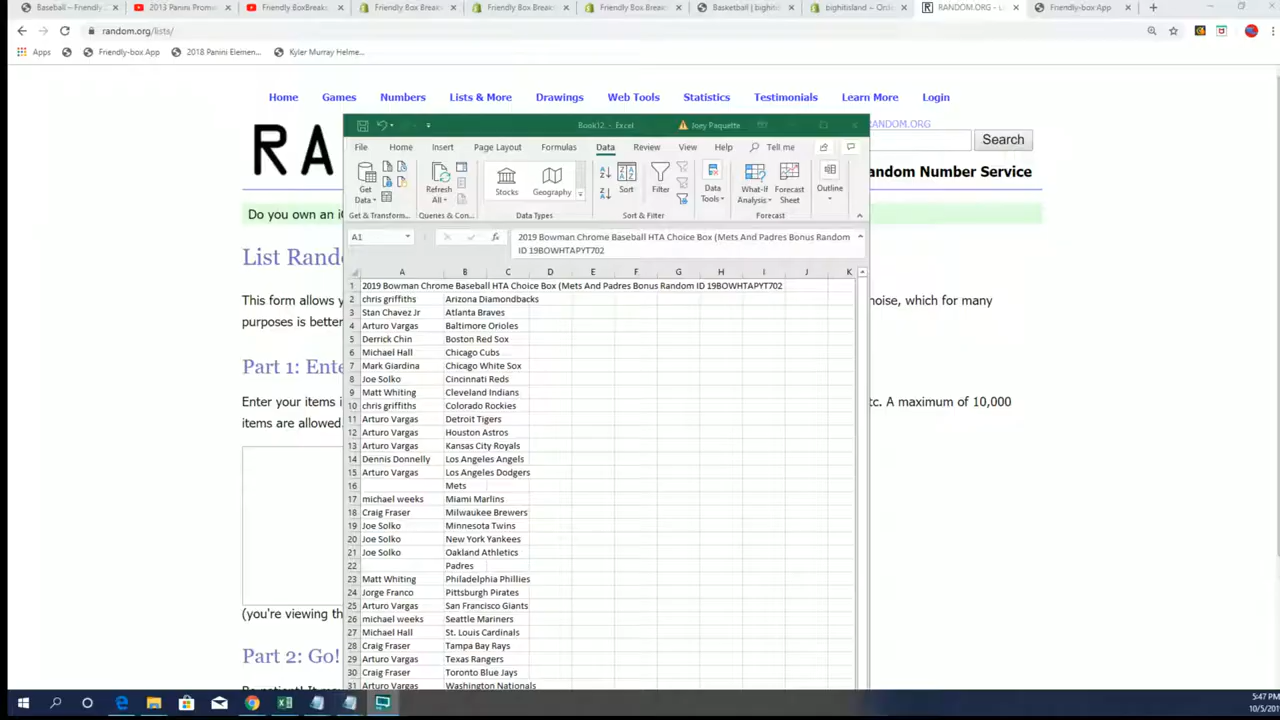 Baseball – Friendly
2013 Panini Promi
Friendly BoxBreaks
Friendly Box Break
Friendly Box Break
Friendly Box Break
Basketball | bighits
bighitisland ~ Ord
RANDOM.ORG - Li
Friendly-box App
random.org/lists/
Apps
Friendly-box App
2018 Panini Elemen...
Kyler Murray Helme...
Home Games Numbers Lists & More Drawings Web Tools Statistics Testimonials Learn More Login
RA
RANDOM.ORG
Search
andom Number Service
Do you own an i
List Rand
This form allows y
noise, which for many
purposes is better
Part 1: Ente
Enter your items i
etc. A maximum of 10,000
items are allowed.
(you're viewing th
Part 2: Go!
Book12 - Excel
Jory Paquette
File Home Insert Page Layout Formulas Data Review View Help Tell me
Get Data
Refresh All
Stocks
Geography
Sort
Filter
Data Tools
What-If Analysis
Forecast Sheet
Outline
Get & Transform...
Queries & Con...
Data Types
Sort & Filter
Forecast
A1
2019 Bowman Chrome Baseball HTA Choice Box (Mets And Padres Bonus Random
ID 19BOWHTAPYT702
A B C D E F G H I J K
1 2019 Bowman Chrome Baseball HTA Choice Box (Mets And Padres Bonus Random ID 19BOWHTAPYT702
2 chris griffiths Arizona Diamondbacks
3 Stan Chavez Jr Atlanta Braves
4 Arturo Vargas Baltimore Orioles
5 Derrick Chin Boston Red Sox
6 Michael Hall Chicago Cubs
7 Mark Giardina Chicago White Sox
8 Joe Solko Cincinnati Reds
9 Matt Whiting Cleveland Indians
10 chris griffiths Colorado Rockies
11 Arturo Vargas Detroit Tigers
12 Arturo Vargas Houston Astros
13 Arturo Vargas Kansas City Royals
14 Dennis Donnelly Los Angeles Angels
15 Arturo Vargas Los Angeles Dodgers
16 Mets
17 michael weeks Miami Marlins
18 Craig Fraser Milwaukee Brewers
19 Joe Solko Minnesota Twins
20 Joe Solko New York Yankees
21 Joe Solko Oakland Athletics
22 Padres
23 Matt Whiting Philadelphia Phillies
24 Jorge Franco Pittsburgh Pirates
25 Arturo Vargas San Francisco Giants
26 michael weeks Seattle Mariners
27 Michael Hall St. Louis Cardinals
28 Craig Fraser Tampa Bay Rays
29 Arturo Vargas Texas Rangers
30 Craig Fraser Toronto Blue Jays
31 Arturo Vargas Washington Nationals
5:47 PM
10/5/201